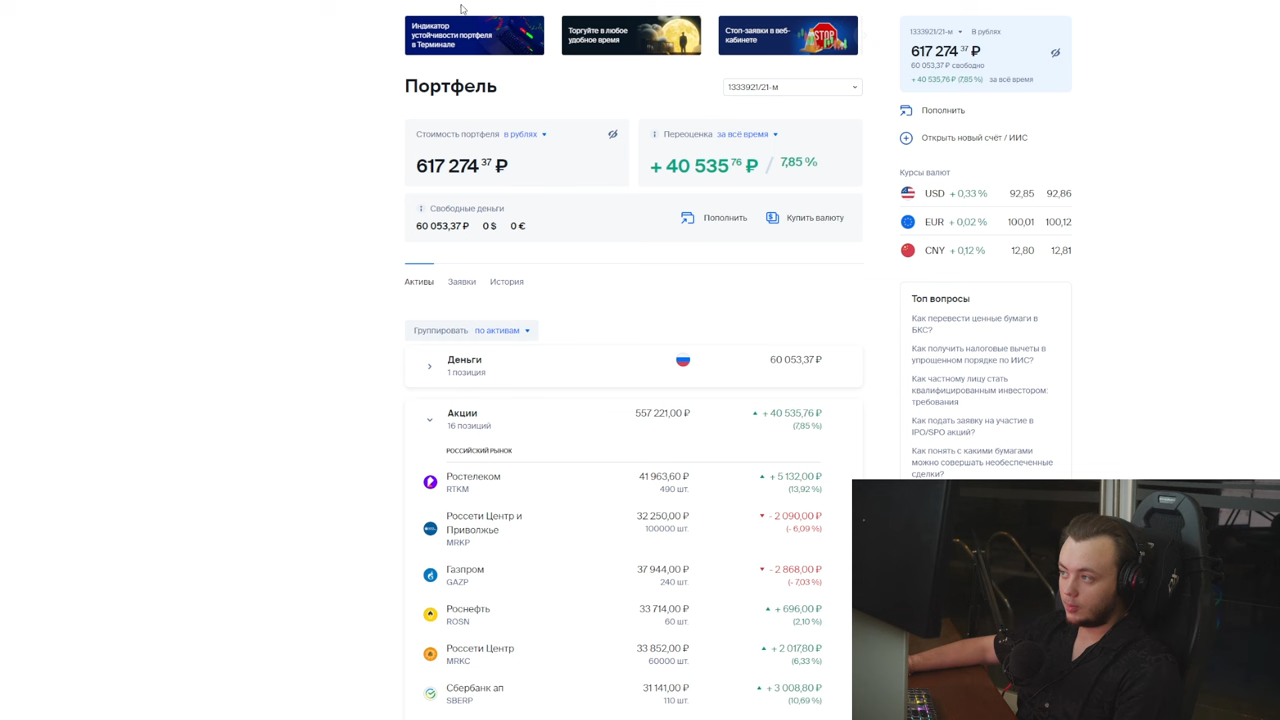 Индикатор
устойчивости портфеля
в Терминале
Торгуйте в любое
удобное время
Стоп-заявки в веб-
кабинете
STOP
Портфель
1333921/21-м
Стоимость портфеля в рублях
617 274 37 ₽
Переоценка за всё время
+ 40 535 76 ₽ / 7,85 %
Свободные деньги
60 053,37 ₽ 0 $ 0 €
Пополнить
Купить валюту
Активы
Заявки
История
Группировать по активам
Деньги 60 053,37 ₽
1 позиция
Акции 557 221,00 ₽ + 40 535,76 ₽
16 позиций (7,85 %)
РОССИЙСКИЙ РЫНОК
Ростелеком 41 963,60 ₽ + 5 132,00 ₽
RTKM 490 шт. (13,92 %)
Россети Центр и 32 250,00 ₽ - 2 090,00 ₽
Приволжье 100000 шт. (- 6,09 %)
MRKP
Газпром 37 944,00 ₽ - 2 868,00 ₽
GAZP 240 шт. (- 7,03 %)
Роснефть 33 714,00 ₽ + 696,00 ₽
ROSN 60 шт. (2,10 %)
Россети Центр 33 852,00 ₽ + 2 017,80 ₽
MRKC 60000 шт. (6,33 %)
Сбербанк ап 31 141,00 ₽ + 3 008,80 ₽
SBERP 110 шт. (10,69 %)
1333921/21-м В рублях
617 274 37 ₽
60 053,37 ₽ свободно
+ 40 535,76 ₽ (7,85 %) за всё время
Пополнить
Открыть новый счёт / ИИС
Курсы валют
USD + 0,33 % 92,85 92,86
EUR + 0,02 % 100,01 100,12
CNY + 0,12 % 12,80 12,81
Топ вопросы
Как перевести ценные бумаги в
БКС?
Как получить налоговые вычеты в
упрощенном порядке по ИИС?
Как частному лицу стать
квалифицированным инвестором:
требования
Как подать заявку на участие в
IPO/SPO акций?
Как понять с какими бумагами
можно совершать необеспеченные
сделки?